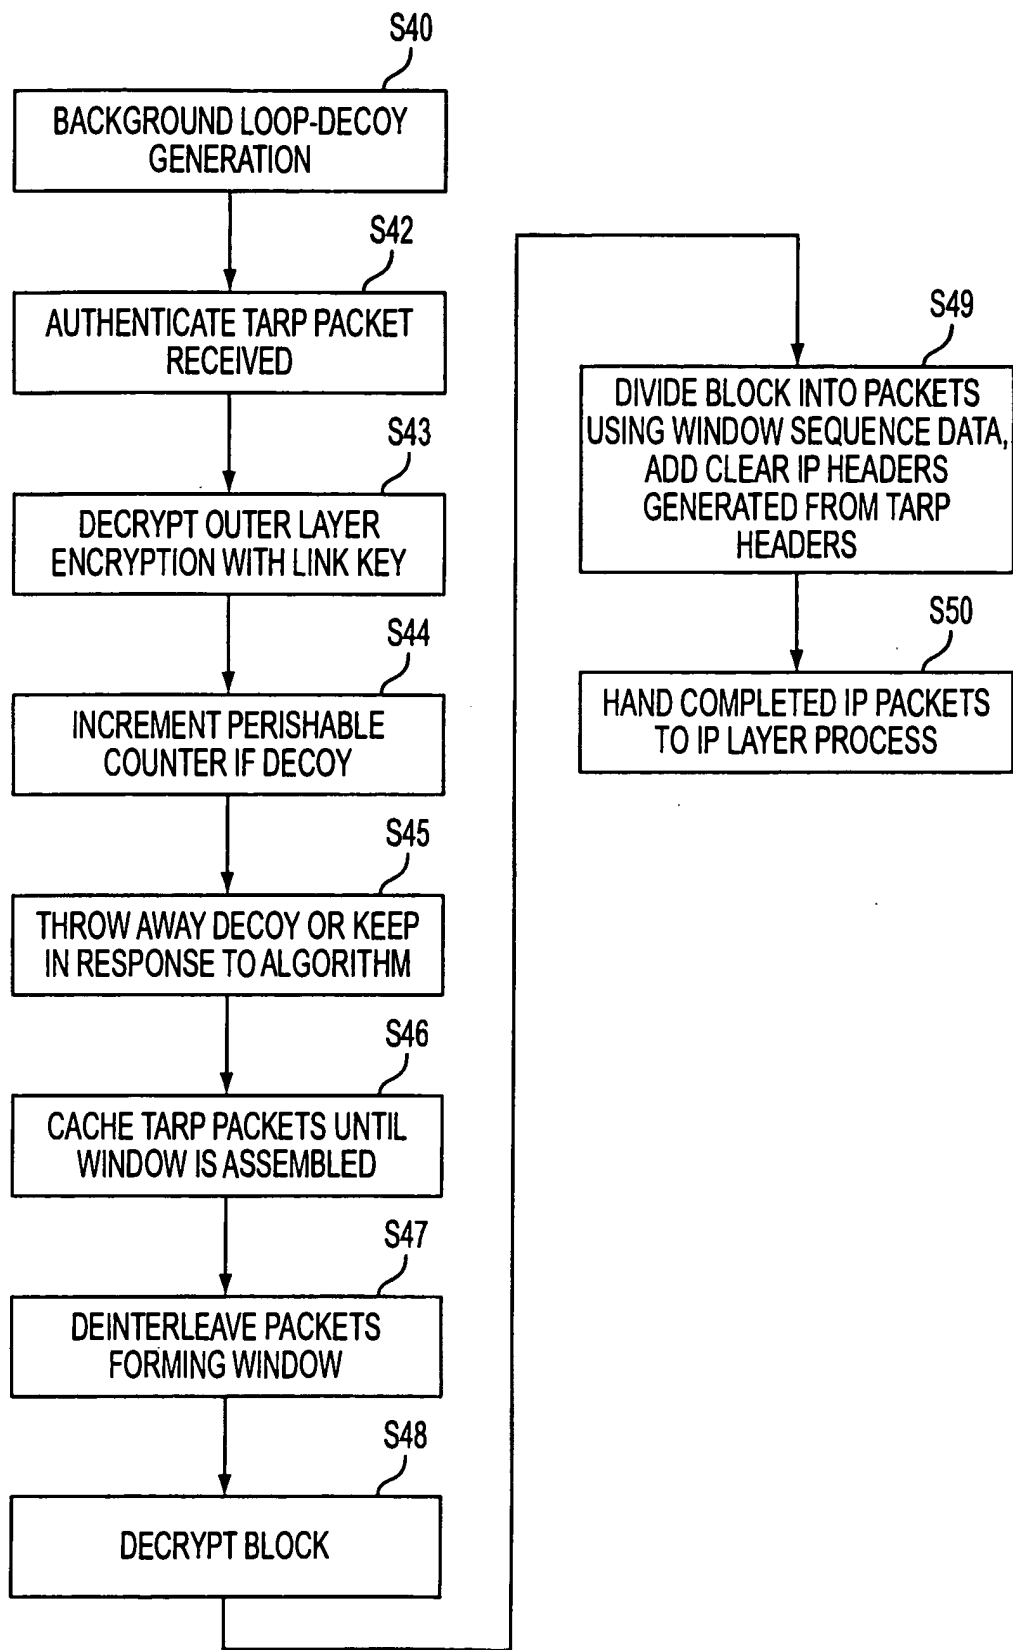 S40
BACKGROUND LOOP-DECOY
GENERATION
S42
AUTHENTICATE TARP PACKET
RECEIVED
S43
DECRYPT OUTER LAYER
ENCRYPTION WITH LINK KEY
S44
INCREMENT PERISHABLE
COUNTER IF DECOY
S45
THROW AWAY DECOY OR KEEP
IN RESPONSE TO ALGORITHM
S46
CACHE TARP PACKETS UNTIL
WINDOW IS ASSEMBLED
S47
DEINTERLEAVE PACKETS
FORMING WINDOW
S48
DECRYPT BLOCK
S49
DIVIDE BLOCK INTO PACKETS
USING WINDOW SEQUENCE DATA,
ADD CLEAR IP HEADERS
GENERATED FROM TARP
HEADERS
S50
HAND COMPLETED IP PACKETS
TO IP LAYER PROCESS